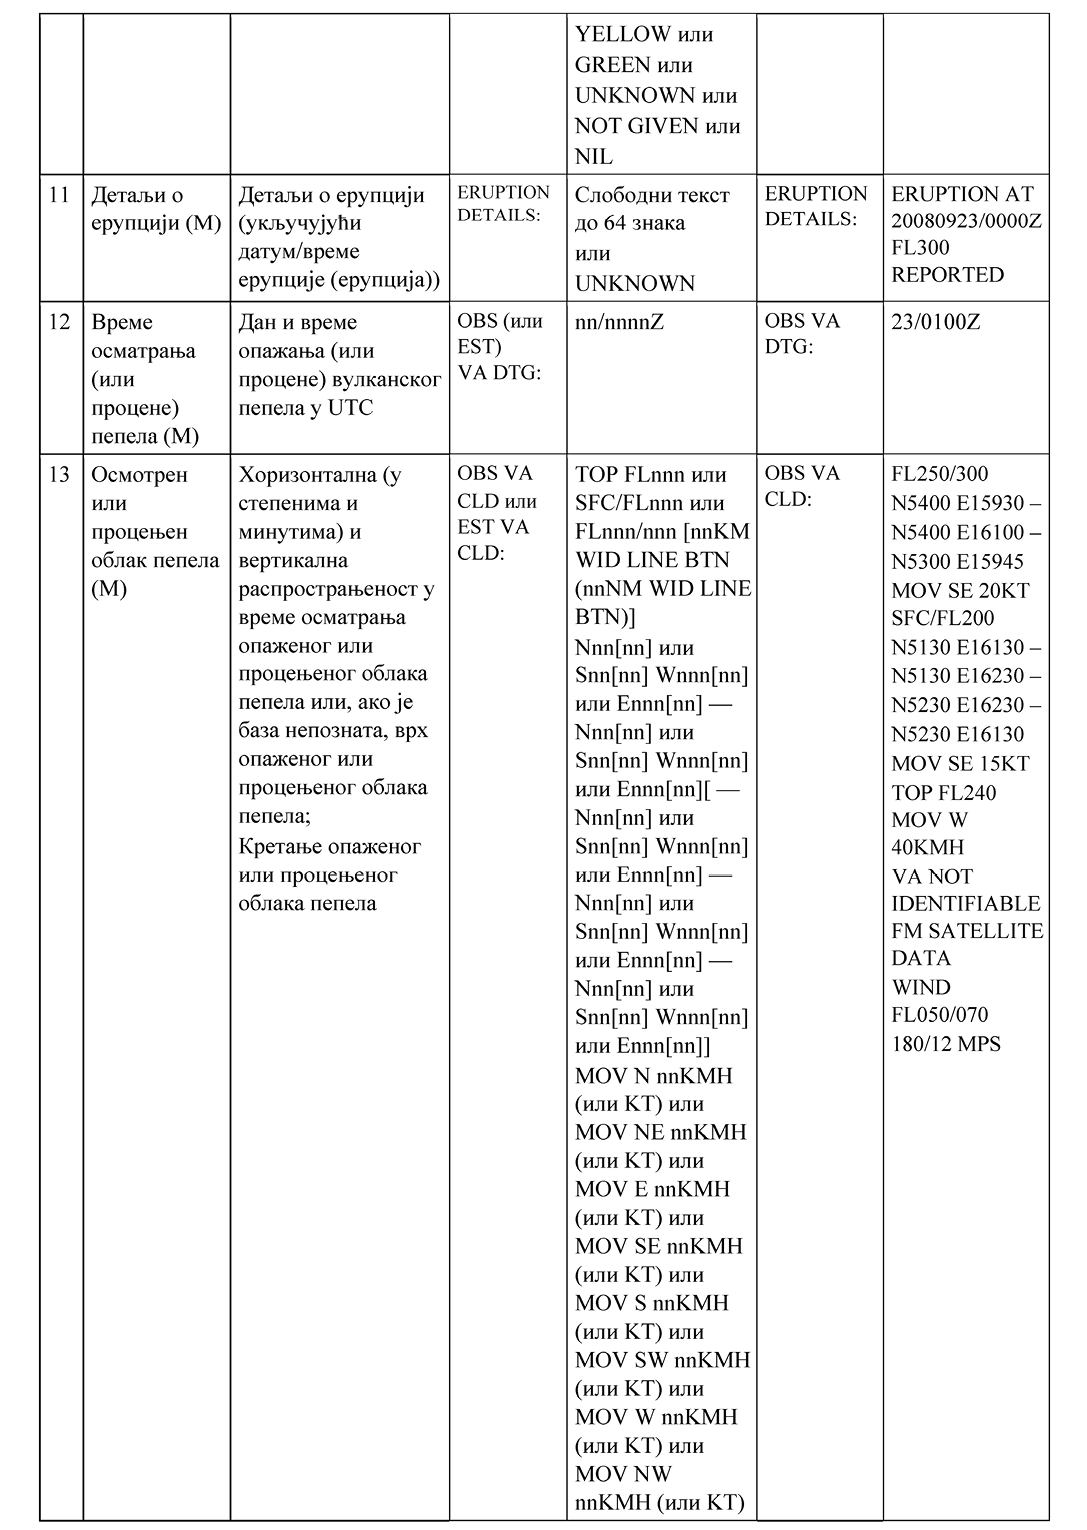 YELLOW или
GREEN или
UNKNOWN или
NOT GIVEN или
NIL
11
Детаљи о
ерупцији (М)
Детаљи о ерупцији
(укључујући
датум/време
ерупције (ерупција))
ERUPTION
DETAILS:
Слободни текст
до 64 знака
или
UNKNOWN
ERUPTION
DETAILS:
ERUPTION AT
20080923/0000Z
FL300
REPORTED
12
Време
осматрања
(или
процене)
пепела (М)
Дан и време
опажања (или
процене) вулканског
пепела у UTC
OBS (или
EST)
VA DTG:
nn/nnnnZ
OBS VA
DTG:
23/0100Z
13
Осмотрен
или
процењен
облак пепела
(М)
Хоризонтална (у
степенима и
минутима) и
вертикална
распрострањеност у
време осматрања
опаженог или
процењеног облака
пепела или, ако је
база непозната, врх
опаженог или
процењеног облака
пепела;
Кретање опаженог
или процењеног
облака пепела
OBS VA
CLD или
EST VA
CLD:
TOP FLnnn или
SFC/FLnnn или
FLnnn/nnn [nnKM
WID LINE BTN
(nnNM WID LINE
BTN)]
Nnn[nn] или
Snn[nn] Wnnn[nn]
или Ennn[nn] —
Nnn[nn] или
Snn[nn] Wnnn[nn]
или Ennn[nn][ —
Nnn[nn] или
Snn[nn] Wnnn[nn]
или Ennn[nn] —
Nnn[nn] или
Snn[nn] Wnnn[nn]
или Ennn[nn] —
Nnn[nn] или
Snn[nn] Wnnn[nn]
или Ennn[nn]]
MOV N nnKMH
(или KT) или
MOV NE nnKMH
(или KT) или
MOV E nnKMH
(или KT) или
MOV SE nnKMH
(или KT) или
MOV S nnKMH
(или KT) или
MOV SW nnKMH
(или KT) или
MOV W nnKMH
(или KT) или
MOV NW
nnKMH (или KT)
OBS VA
CLD:
FL250/300
N5400 E15930 –
N5400 E16100 –
N5300 E15945
MOV SE 20KT
SFC/FL200
N5130 E16130 –
N5130 E16230 –
N5230 E16230 –
N5230 E16130
MOV SE 15KT
TOP FL240
MOV W
40KMH
VA NOT
IDENTIFIABLE
FM SATELLITE
DATA
WIND
FL050/070
180/12 MPS